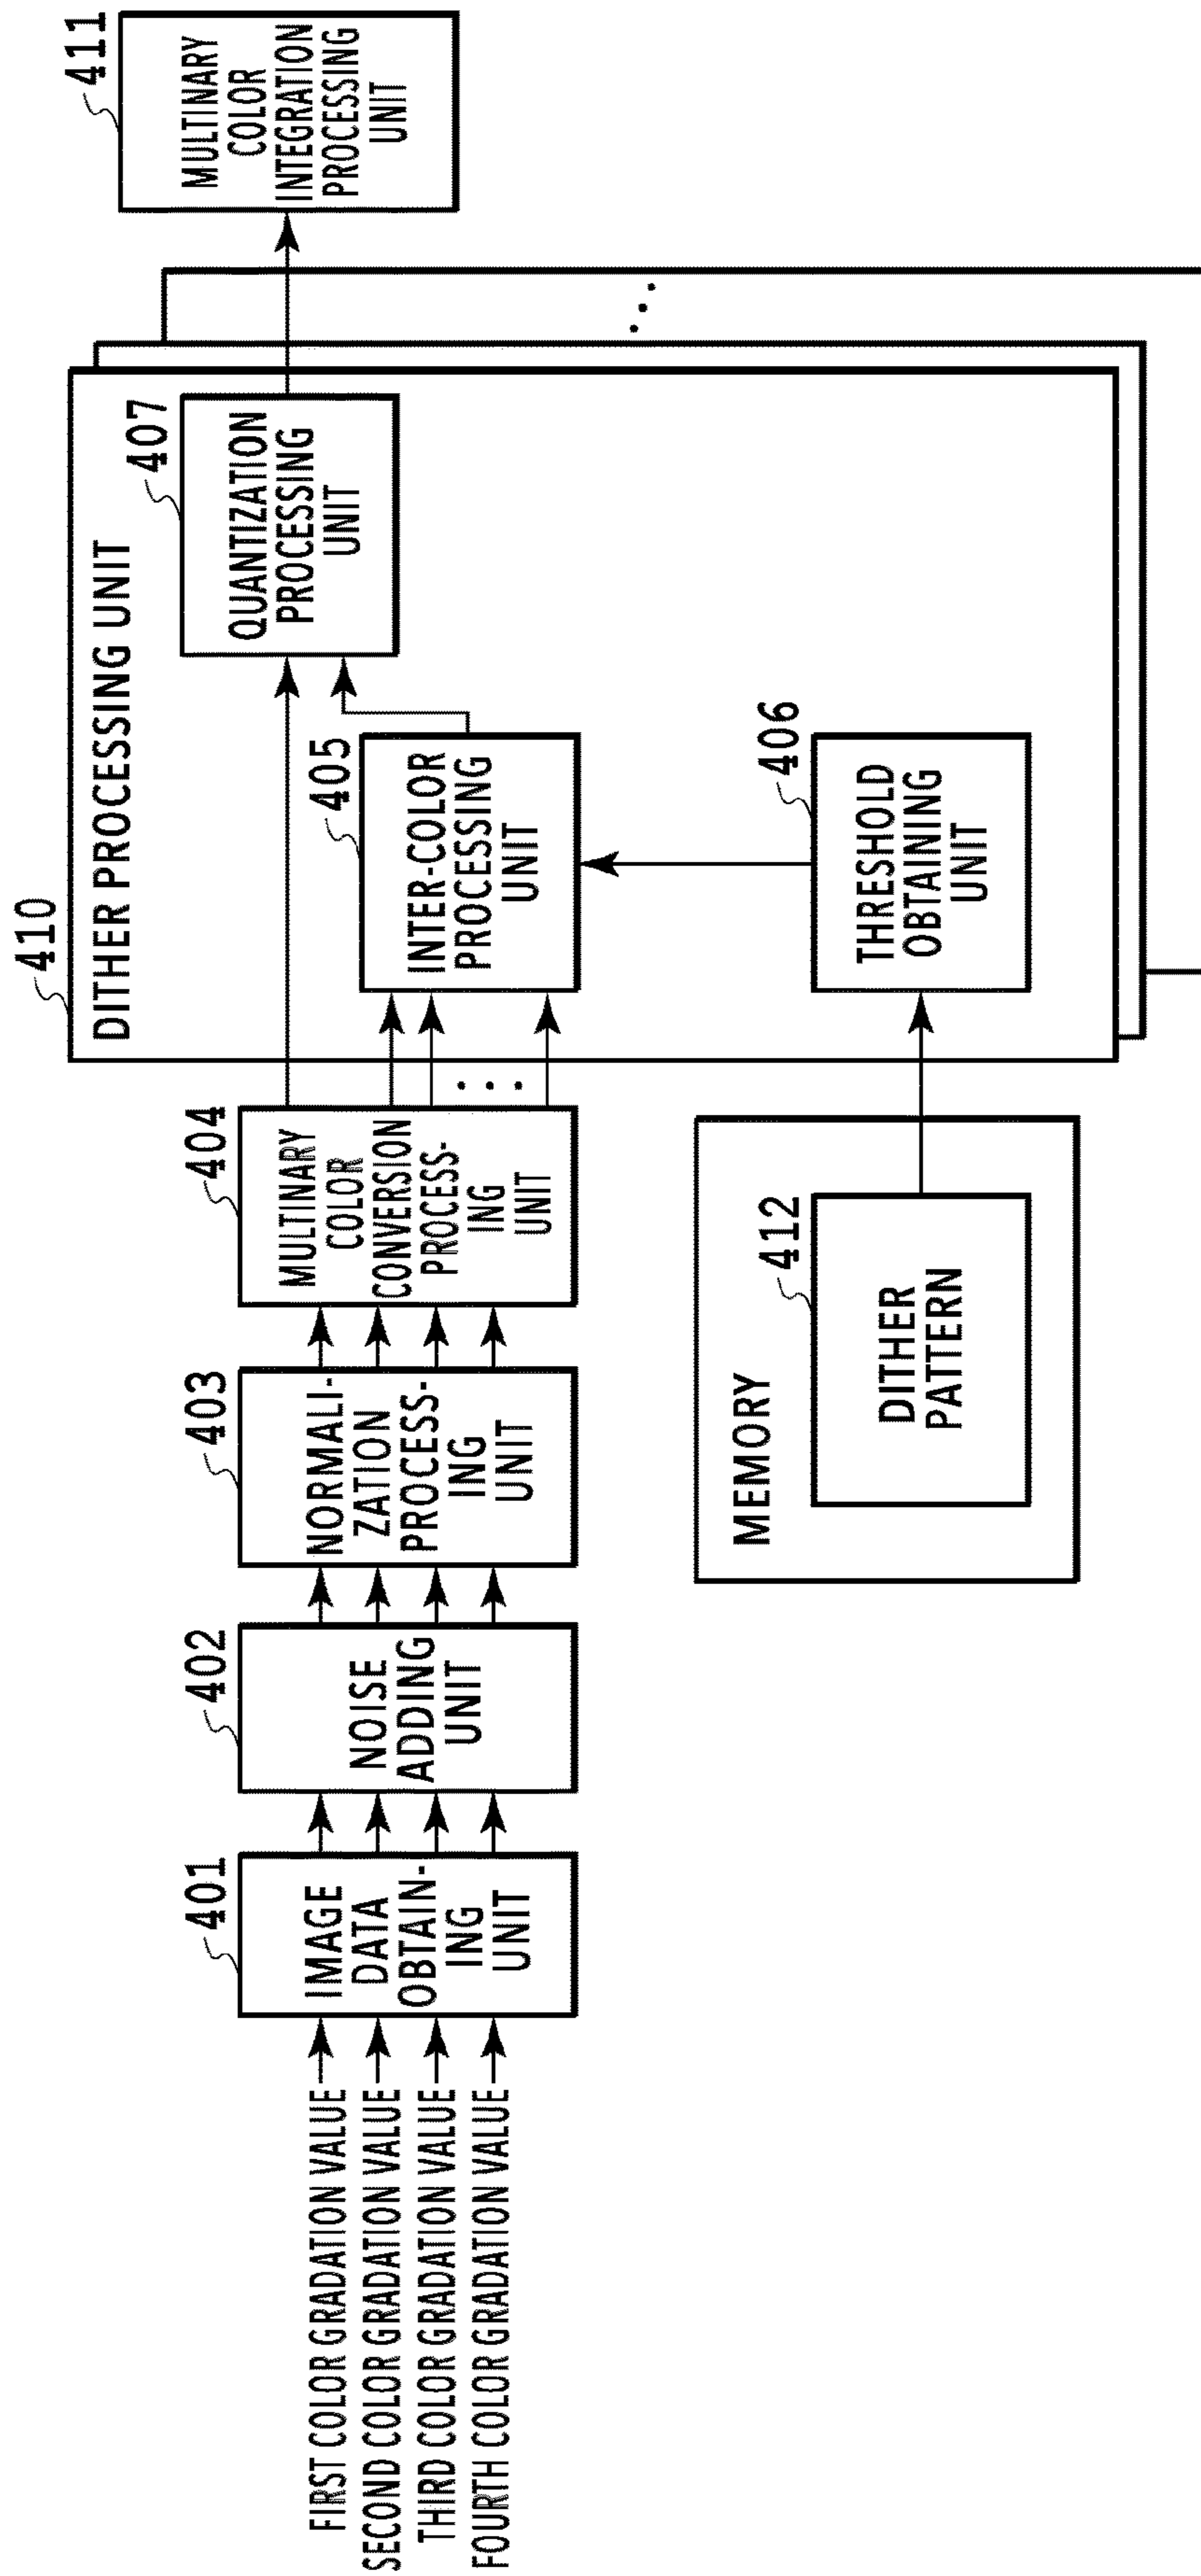 FIRST COLOR GRADATION VALUE
SECOND COLOR GRADATION VALUE
THIRD COLOR GRADATION VALUE
FOURTH COLOR GRADATION VALUE
401
IMAGE
DATA
OBTAIN-
ING
UNIT
402
NOISE
ADDING
UNIT
403
NORMALI-
ZATION
PROCESS-
ING
UNIT
404
MULTINARY
COLOR
CONVERSION
PROCESS-
ING
UNIT
410
DITHER PROCESSING UNIT
405
INTER-COLOR
PROCESSING
UNIT
407
QUANTIZATION
PROCESSING
UNIT
406
THRESHOLD
OBTAINING
UNIT
411
MULTINARY
COLOR
INTEGRATION
PROCESSING
UNIT
MEMORY
412
DITHER
PATTERN